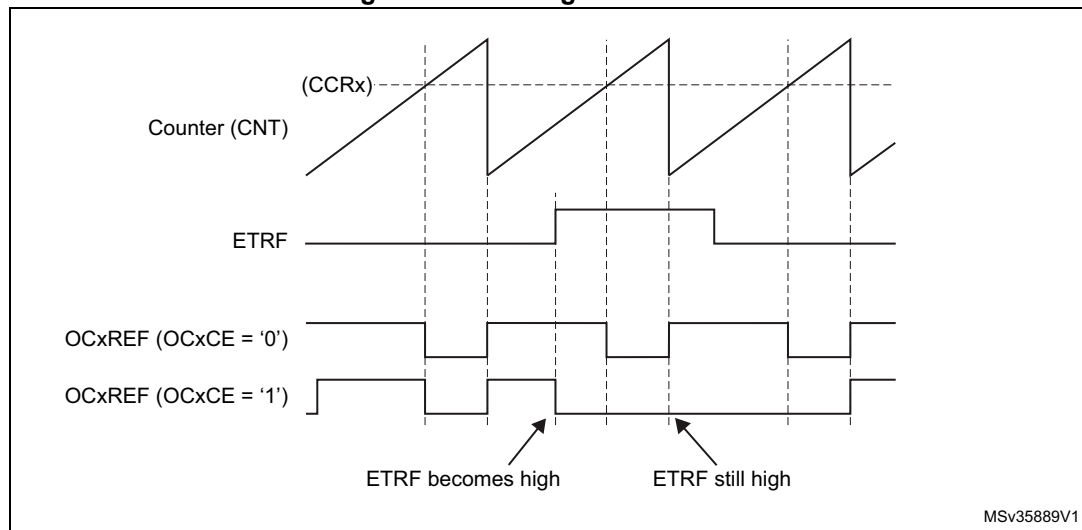 (CCRx)
Counter (CNT)
ETRF
OCxREF (OCxCE = ‘0’)
OCxREF (OCxCE = ‘1’)
ETRF becomes high
ETRF still high
MSv35889V1